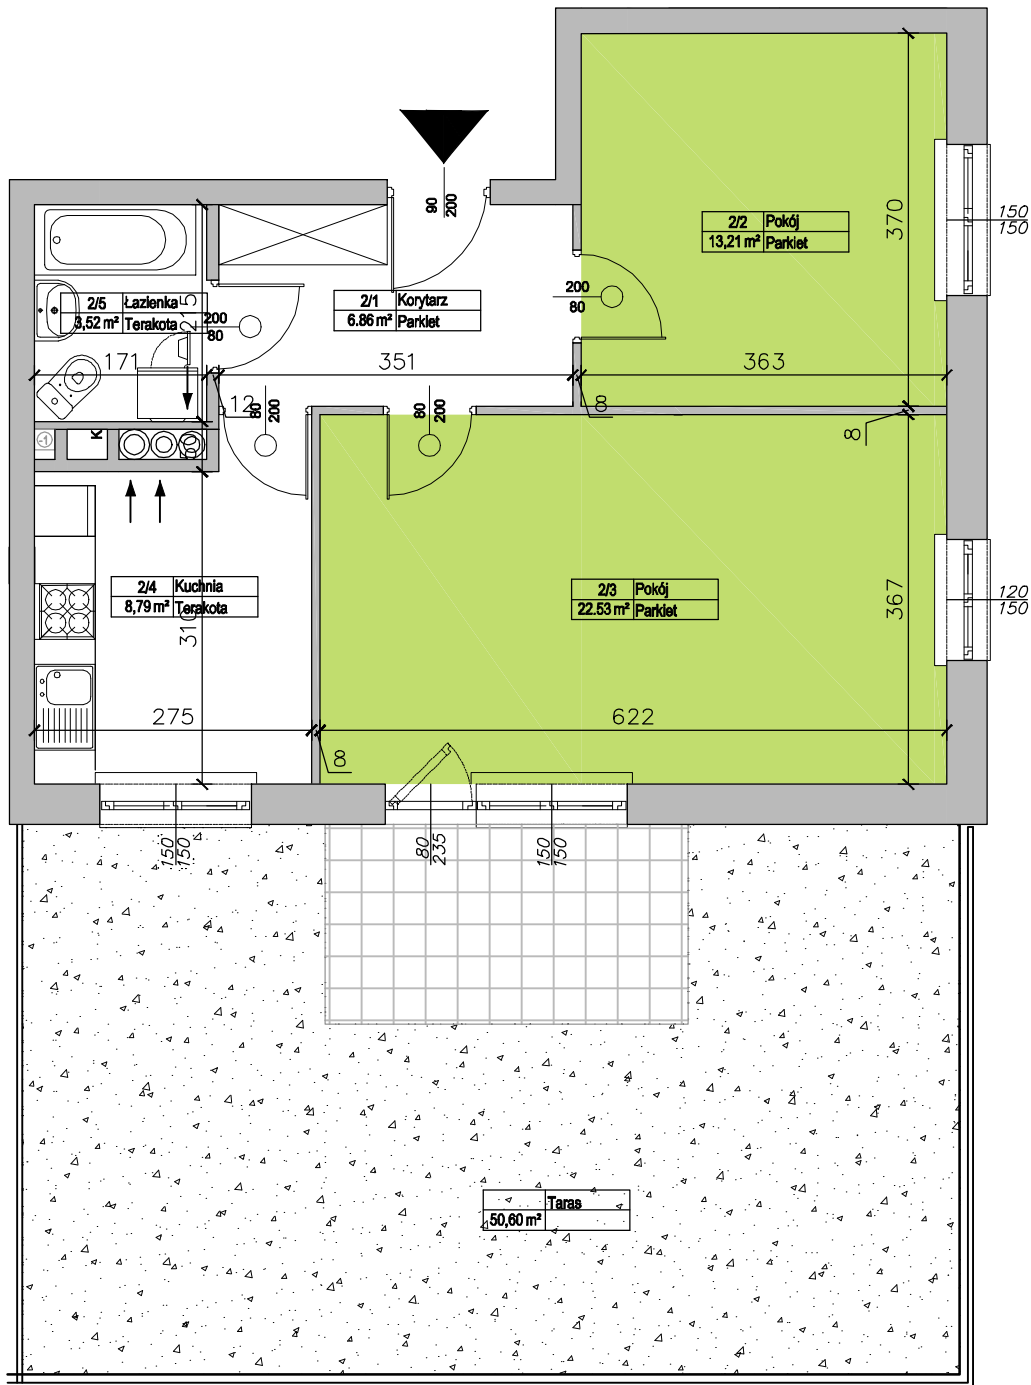 90
200
150
150
370
2/2 Pokój
13,21 m² Parkiet
2/5 Łazienka
3,52 m² Terakota
215
200
80
2/1 Korytarz
6.86 m² Parkiet
200
80
171
351
363
12
80
200
80
200
8
8
K
2/4 Kuchnia
8,79 m² Terakota
310
2/3 Pokój
22.53 m² Parkiet
367
120
150
275
622
8
150
150
80
235
150
150
Taras
50,60 m²